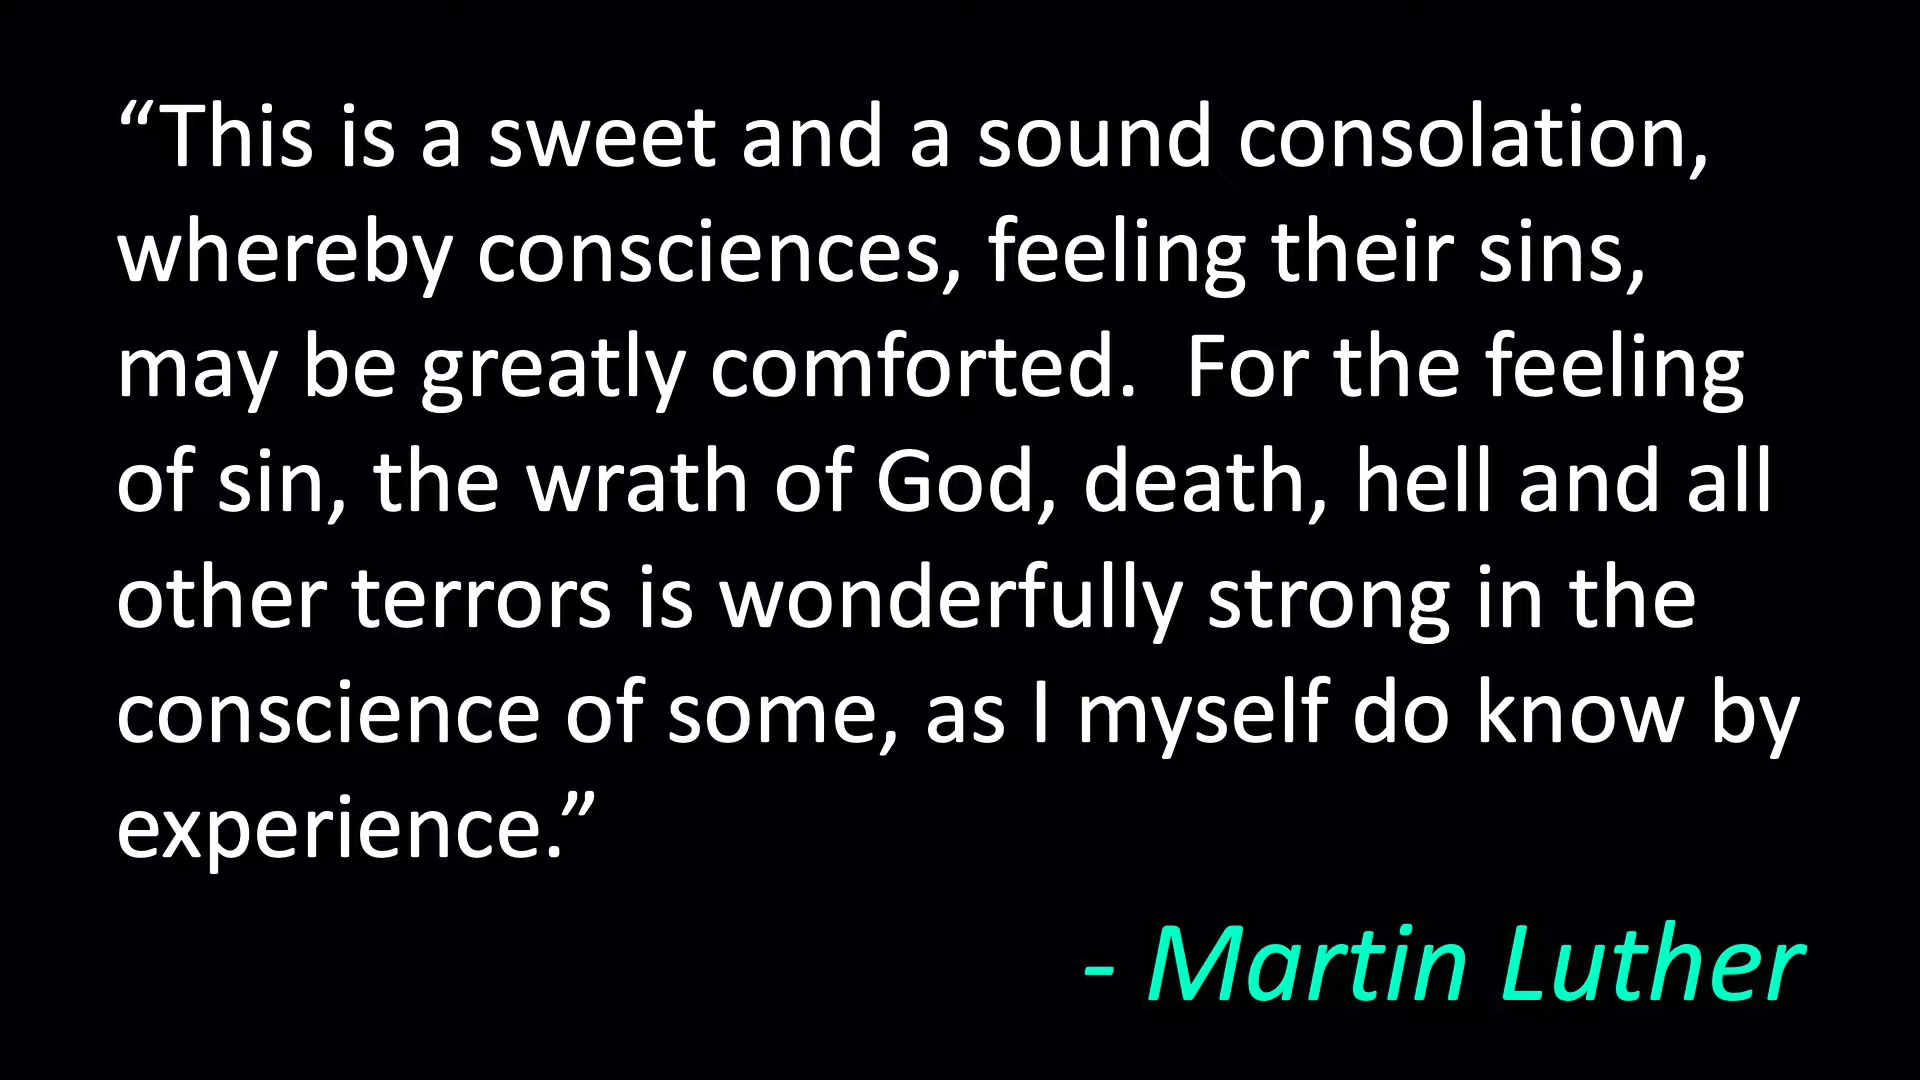 “This is a sweet and a sound consolation,
whereby consciences, feeling their sins,
may be greatly comforted.  For the feeling
of sin, the wrath of God, death, hell and all
other terrors is wonderfully strong in the
conscience of some, as I myself do know by
experience.”
- Martin Luther